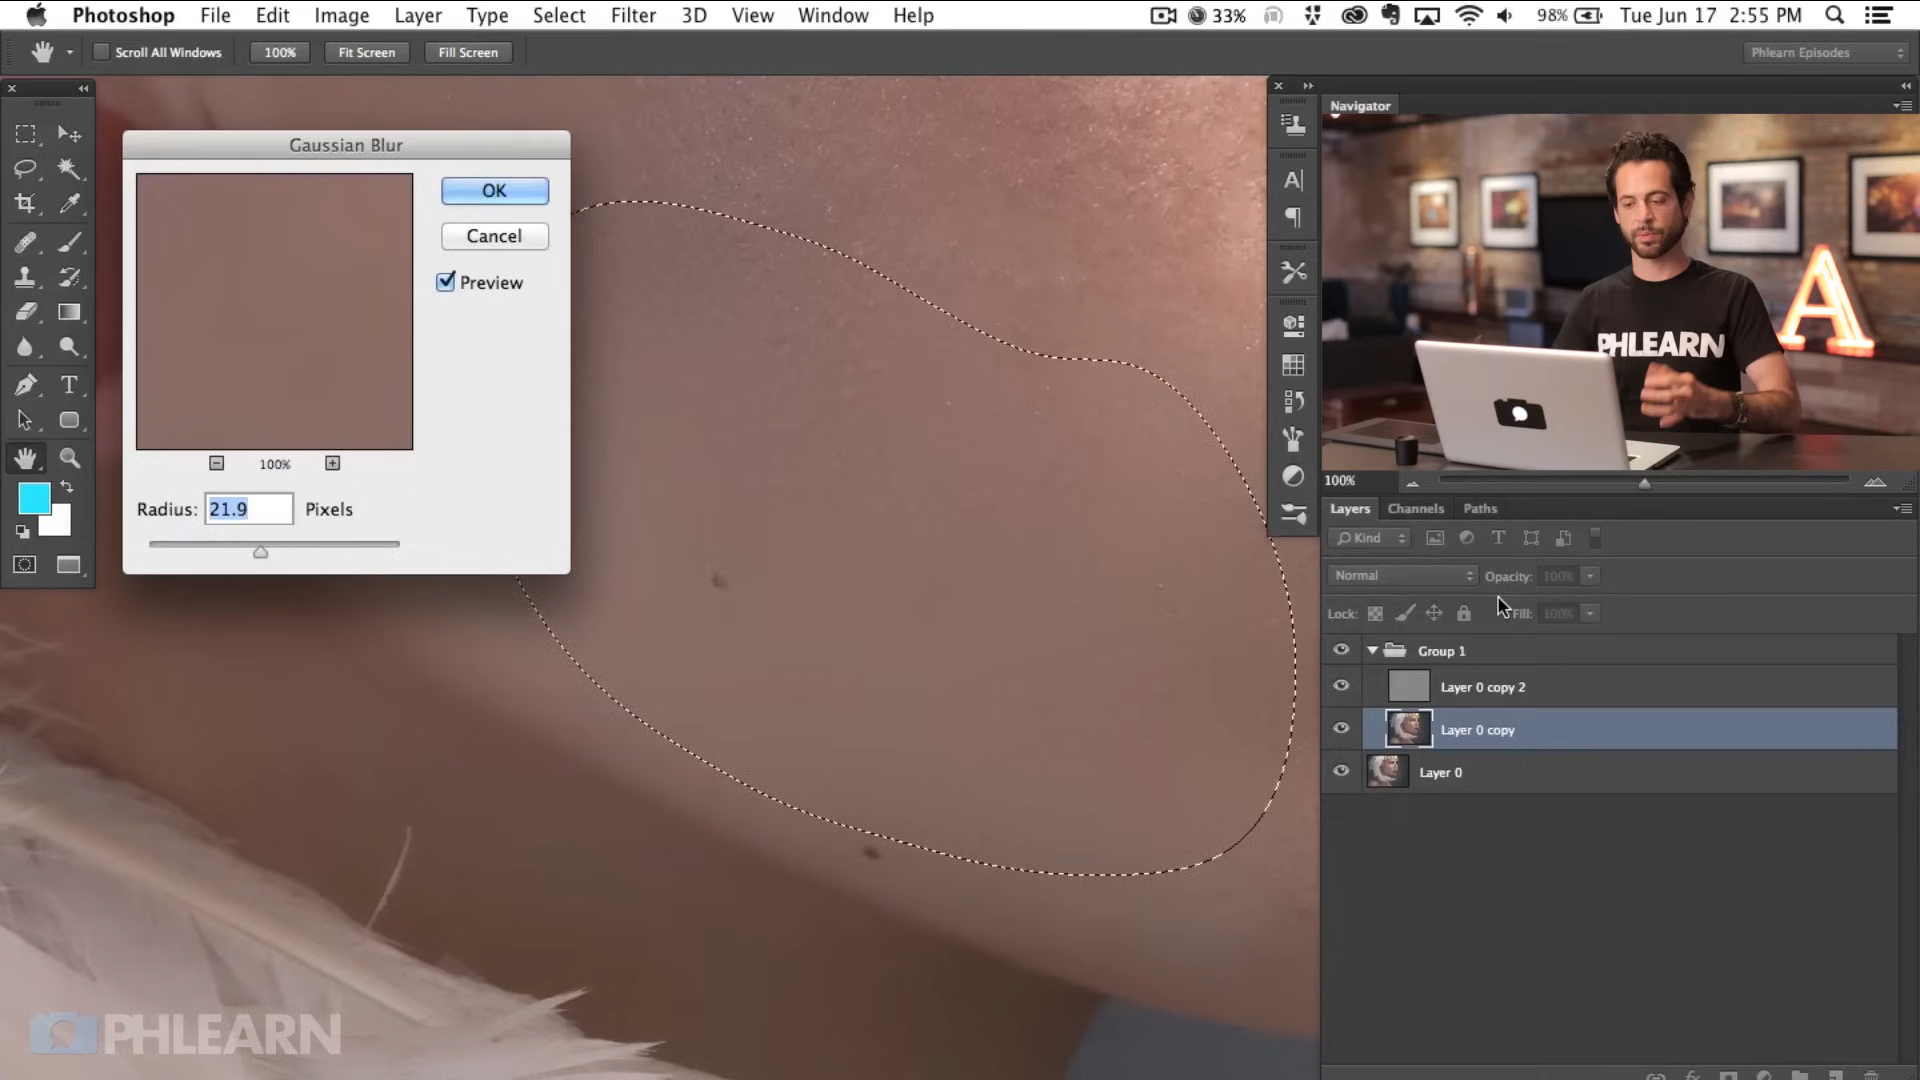 Photoshop File Edit Image Layer Type Select Filter 3D View Window Help 33% 98% Tue Jun 17 2:55 PM
Scroll All Windows 100% Fit Screen Fill Screen Phlearn Episodes
Navigator
Gaussian Blur
OK
Cancel
Preview
100%
Radius: 21.9 Pixels
PHLEARN
A
100%
Layers Channels Paths
Kind
Normal Opacity: 100%
Lock: Fill: 100%
Group 1
Layer 0 copy 2
Layer 0 copy
Layer 0
PHLEARN